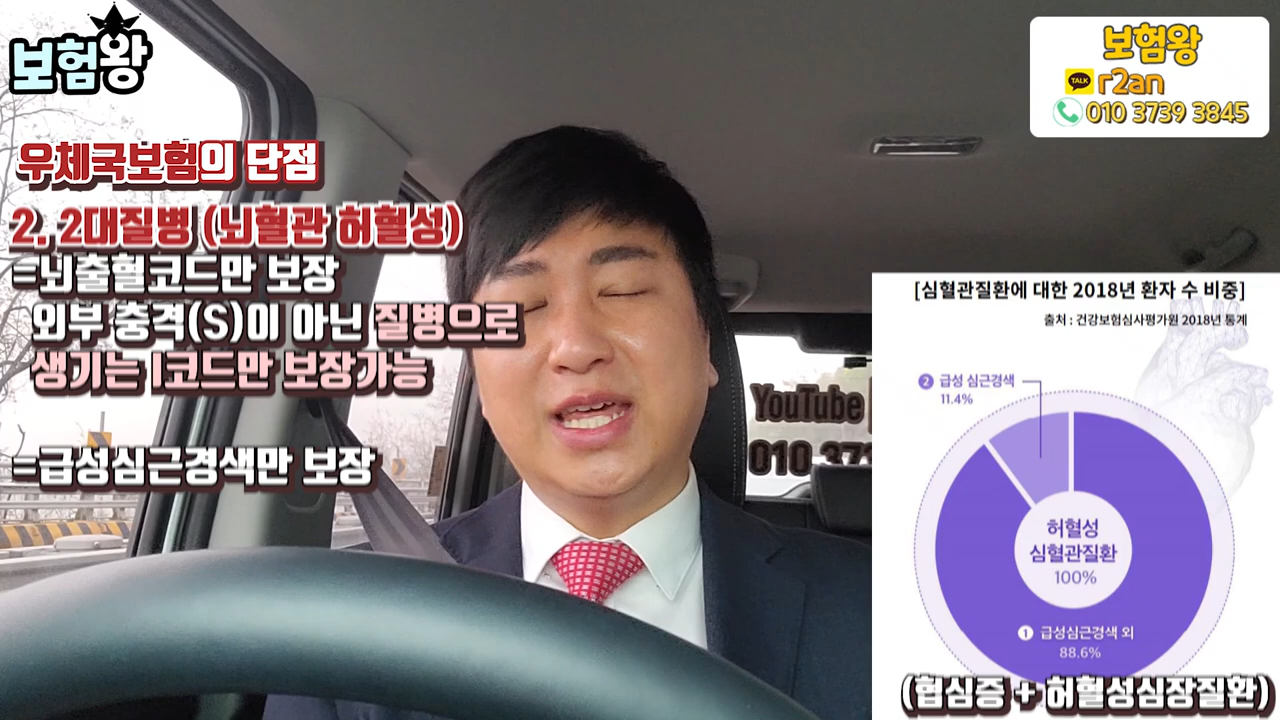 보험왕
보험왕
TALK r2an
010 3739 3845
우체국보험의 단점
2. 2대질병 (뇌혈관 허혈성)
=뇌출혈코드만 보장
외부 충격(S)이 아닌 질병으로
생기는 I코드만 보장가능
=급성심근경색만 보장
YouTube
010 373
[심혈관질환에 대한 2018년 환자 수 비중]
출처 : 건강보험심사평가원 2018년 통계
2 급성 심근경색
11.4%
허혈성
심혈관질환
100%
1 급성심근경색 외
88.6%
(협심증 + 허혈성심장질환)